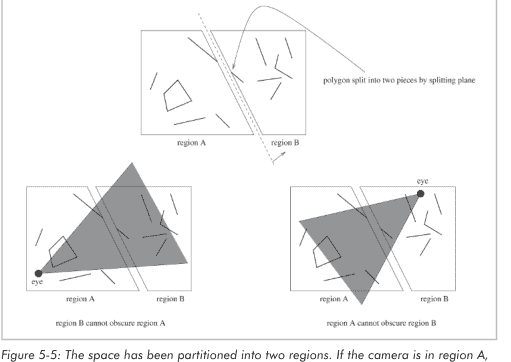 polygon split into two pieces by splitting plane
region A
region B
eye
eye
region A
region B
region A
region B
region B cannot obscure region A
region A cannot obscure region B
Figure 5-5: The space has been partitioned into two regions. If the camera is in region A,